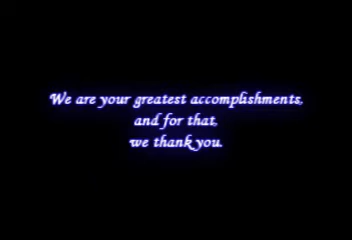 We are your greatest accomplishments,
and for that,
we thank you.